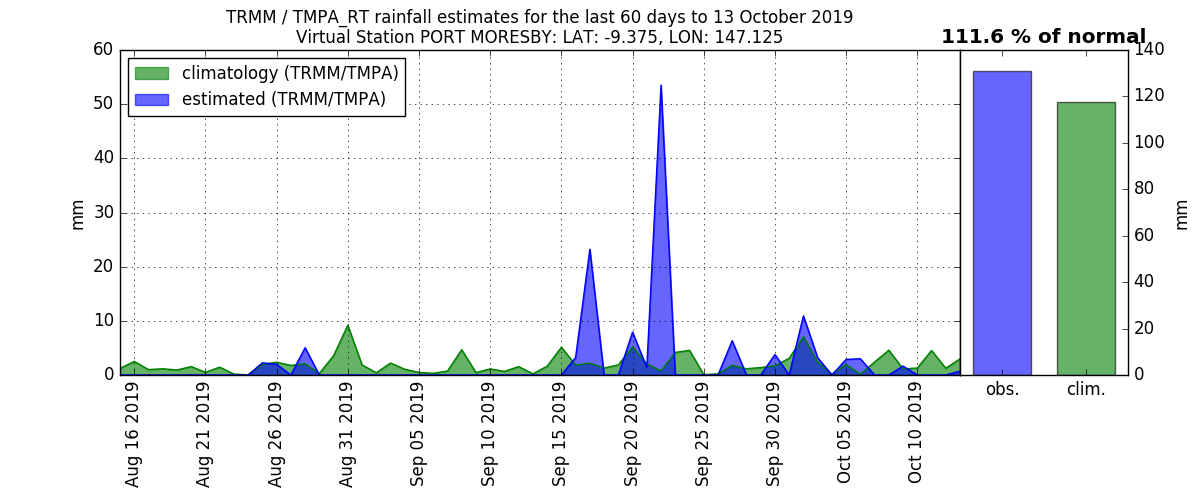 TRMM / TMPA_RT rainfall estimates for the last 60 days to 13 October 2019
Virtual Station PORT MORESBY: LAT: -9.375, LON: 147.125
111.6 % of normal
climatology (TRMM/TMPA)
estimated (TRMM/TMPA)
60
50
40
30
20
10
0
mm
140
120
100
80
60
40
20
0
mm
Aug 16 2019
Aug 21 2019
Aug 26 2019
Aug 31 2019
Sep 05 2019
Sep 10 2019
Sep 15 2019
Sep 20 2019
Sep 25 2019
Sep 30 2019
Oct 05 2019
Oct 10 2019
obs.
clim.